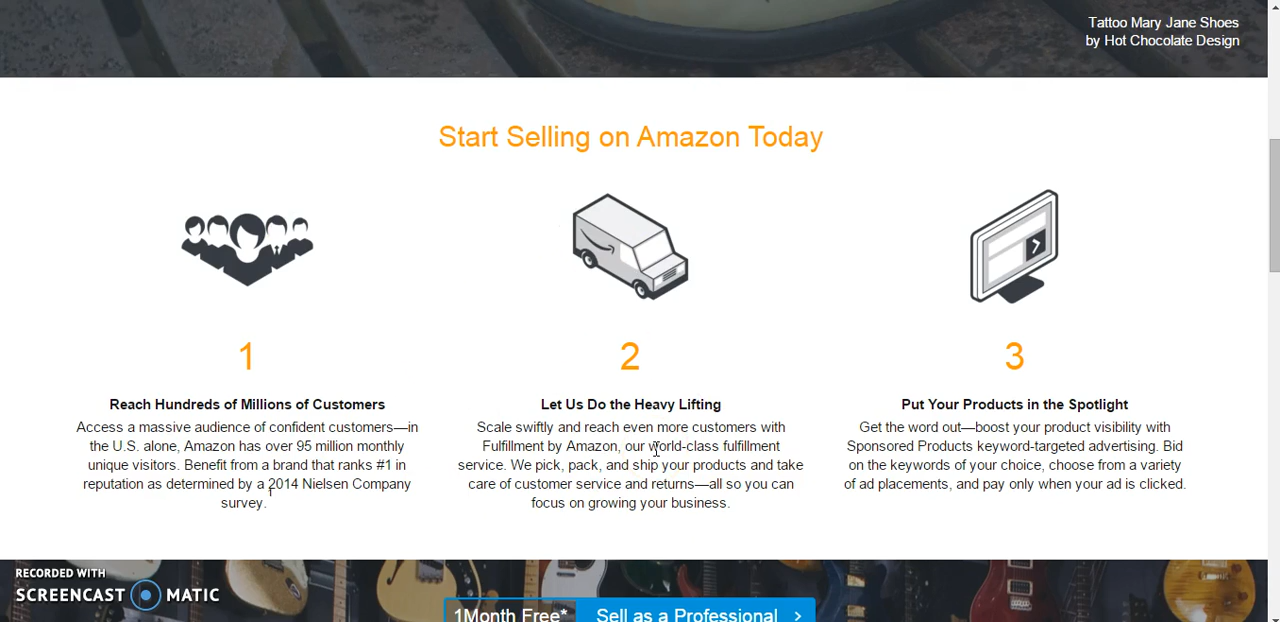 Tattoo Mary Jane Shoes
by Hot Chocolate Design
Start Selling on Amazon Today
1
2
3
Reach Hundreds of Millions of Customers
Access a massive audience of confident customers—in
the U.S. alone, Amazon has over 95 million monthly
unique visitors. Benefit from a brand that ranks #1 in
reputation as determined by a 2014 Nielsen Company
survey.
Let Us Do the Heavy Lifting
Scale swiftly and reach even more customers with
Fulfillment by Amazon, our world-class fulfillment
service. We pick, pack, and ship your products and take
care of customer service and returns—all so you can
focus on growing your business.
Put Your Products in the Spotlight
Get the word out—boost your product visibility with
Sponsored Products keyword-targeted advertising. Bid
on the keywords of your choice, choose from a variety
of ad placements, and pay only when your ad is clicked.
RECORDED WITH
SCREENCAST MATIC
1Month Free*
Sell as a Professional